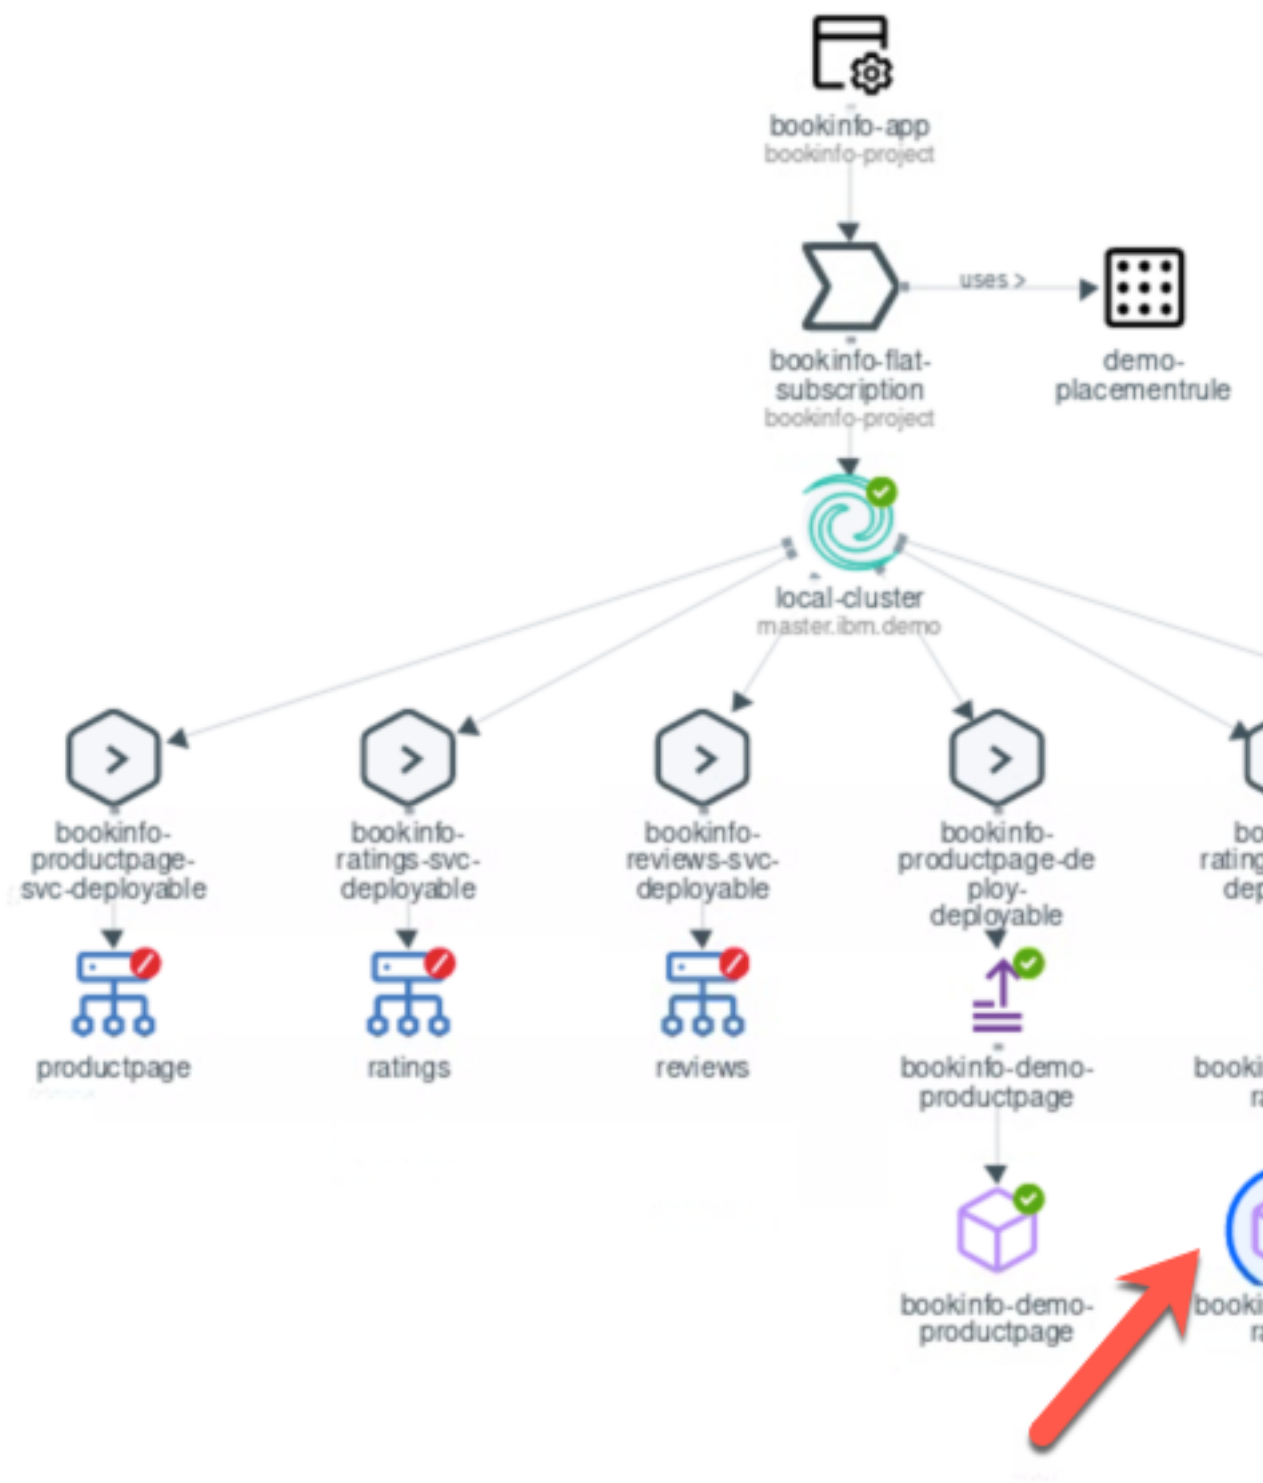 bookinfo-app
bookinfo-project
uses >
bookinfo-flat-
subscription
bookinfo-project
demo-
placementrule
local-cluster
master.ibm.demo
bookinfo-
productpage-
svc-deployable
bookinfo-
ratings-svc-
deployable
bookinfo-
reviews-svc-
deployable
bookinfo-
productpage-de
ploy-
deployable
productpage
ratings
reviews
bookinfo-demo-
productpage
bookinfo-demo-
productpage